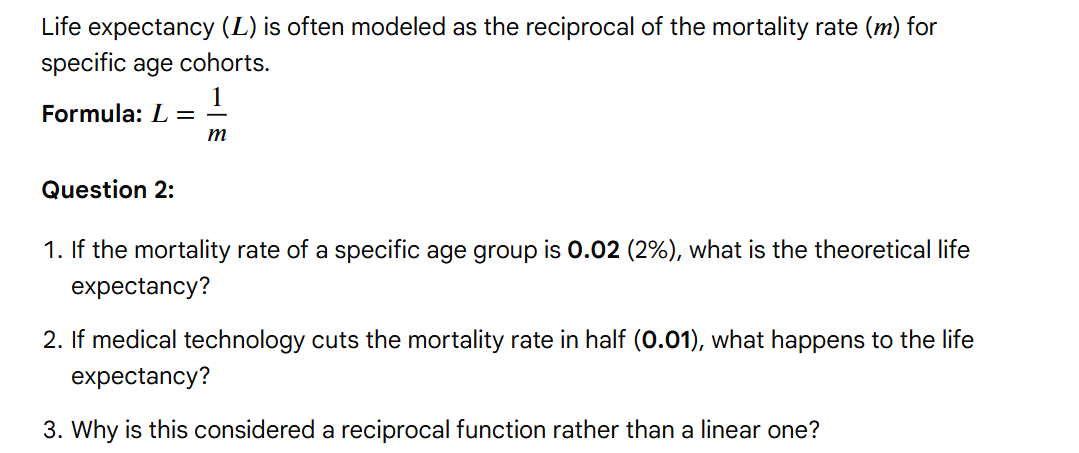 Life expectancy (L) is often modeled as the reciprocal of the mortality rate (m) for
specific age cohorts.
Formula: L = 1/m
Question 2:
1. If the mortality rate of a specific age group is 0.02 (2%), what is the theoretical life
expectancy?
2. If medical technology cuts the mortality rate in half (0.01), what happens to the life
expectancy?
3. Why is this considered a reciprocal function rather than a linear one?